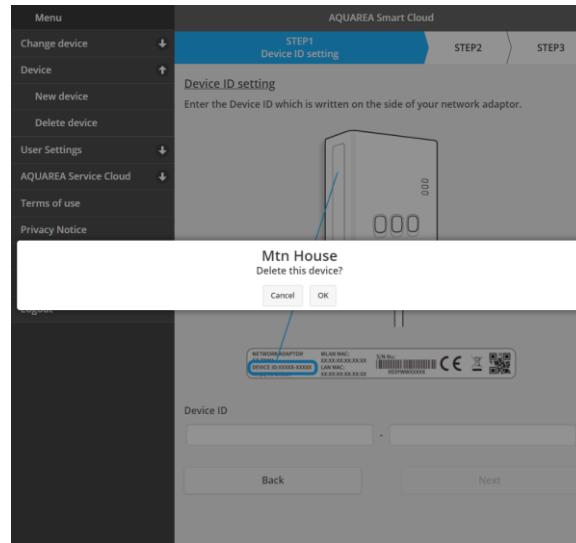 Menu
AQUAREA Smart Cloud
Change device
STEP1
Device ID setting
STEP2
STEP3
Device
New device
Delete device
User Settings
AQUAREA Service Cloud
Terms of use
Privacy Notice
Logout
Device ID setting
Enter the Device ID which is written on the side of your network adaptor.
Mtn House
Delete this device?
Cancel
OK
NETWORK ADAPTOR
DEVICE ID:XXXXX-XXXXX
WLAN MAC:
XX:XX:XX:XX:XX:XX
LAN MAC:
XX:XX:XX:XX:XX:XX
S/N No.:
CE
Device ID
-
Back
Next